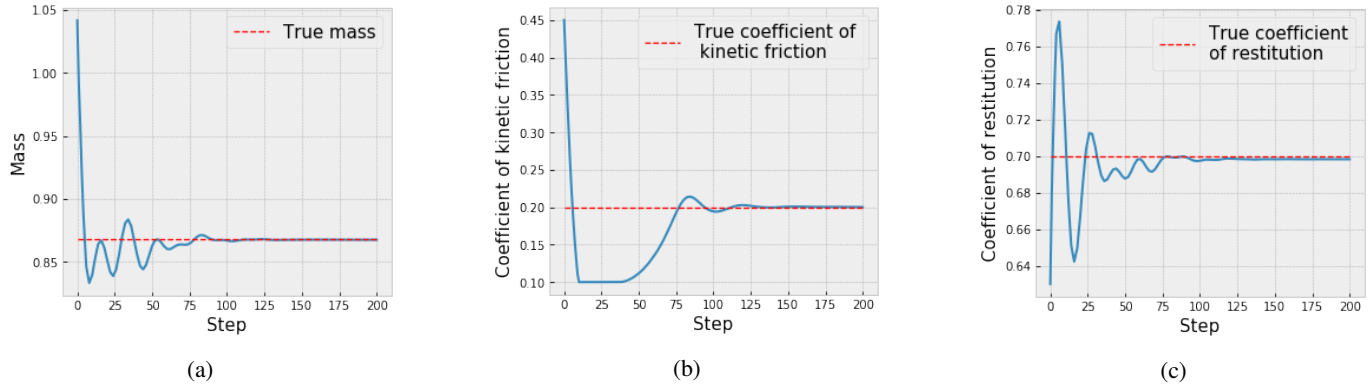 1.05
1.00
0.95
0.90
0.85
Mass
True mass
0 25 50 75 100 125 150 175 200
Step
(a)
0.45
0.40
0.35
0.30
0.25
0.20
0.15
0.10
Coefficient of kinetic friction
True coefficient of
kinetic friction
0 25 50 75 100 125 150 175 200
Step
(b)
0.78
0.76
0.72
0.70
0.68
0.64
Coefficient of restitution
True coefficient
of restitution
0 25 50 75 100 125 150 175 200
Step
(c)